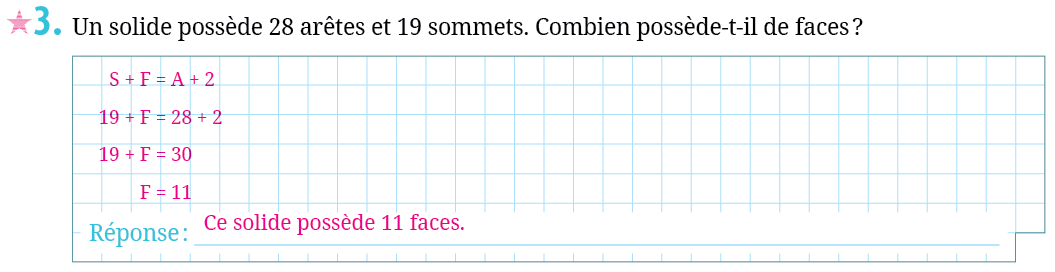 3. Un solide possède 28 arêtes et 19 sommets. Combien possède-t-il de faces ?
S + F = A + 2
19 + F = 28 + 2
19 + F = 30
F = 11
Réponse : Ce solide possède 11 faces.